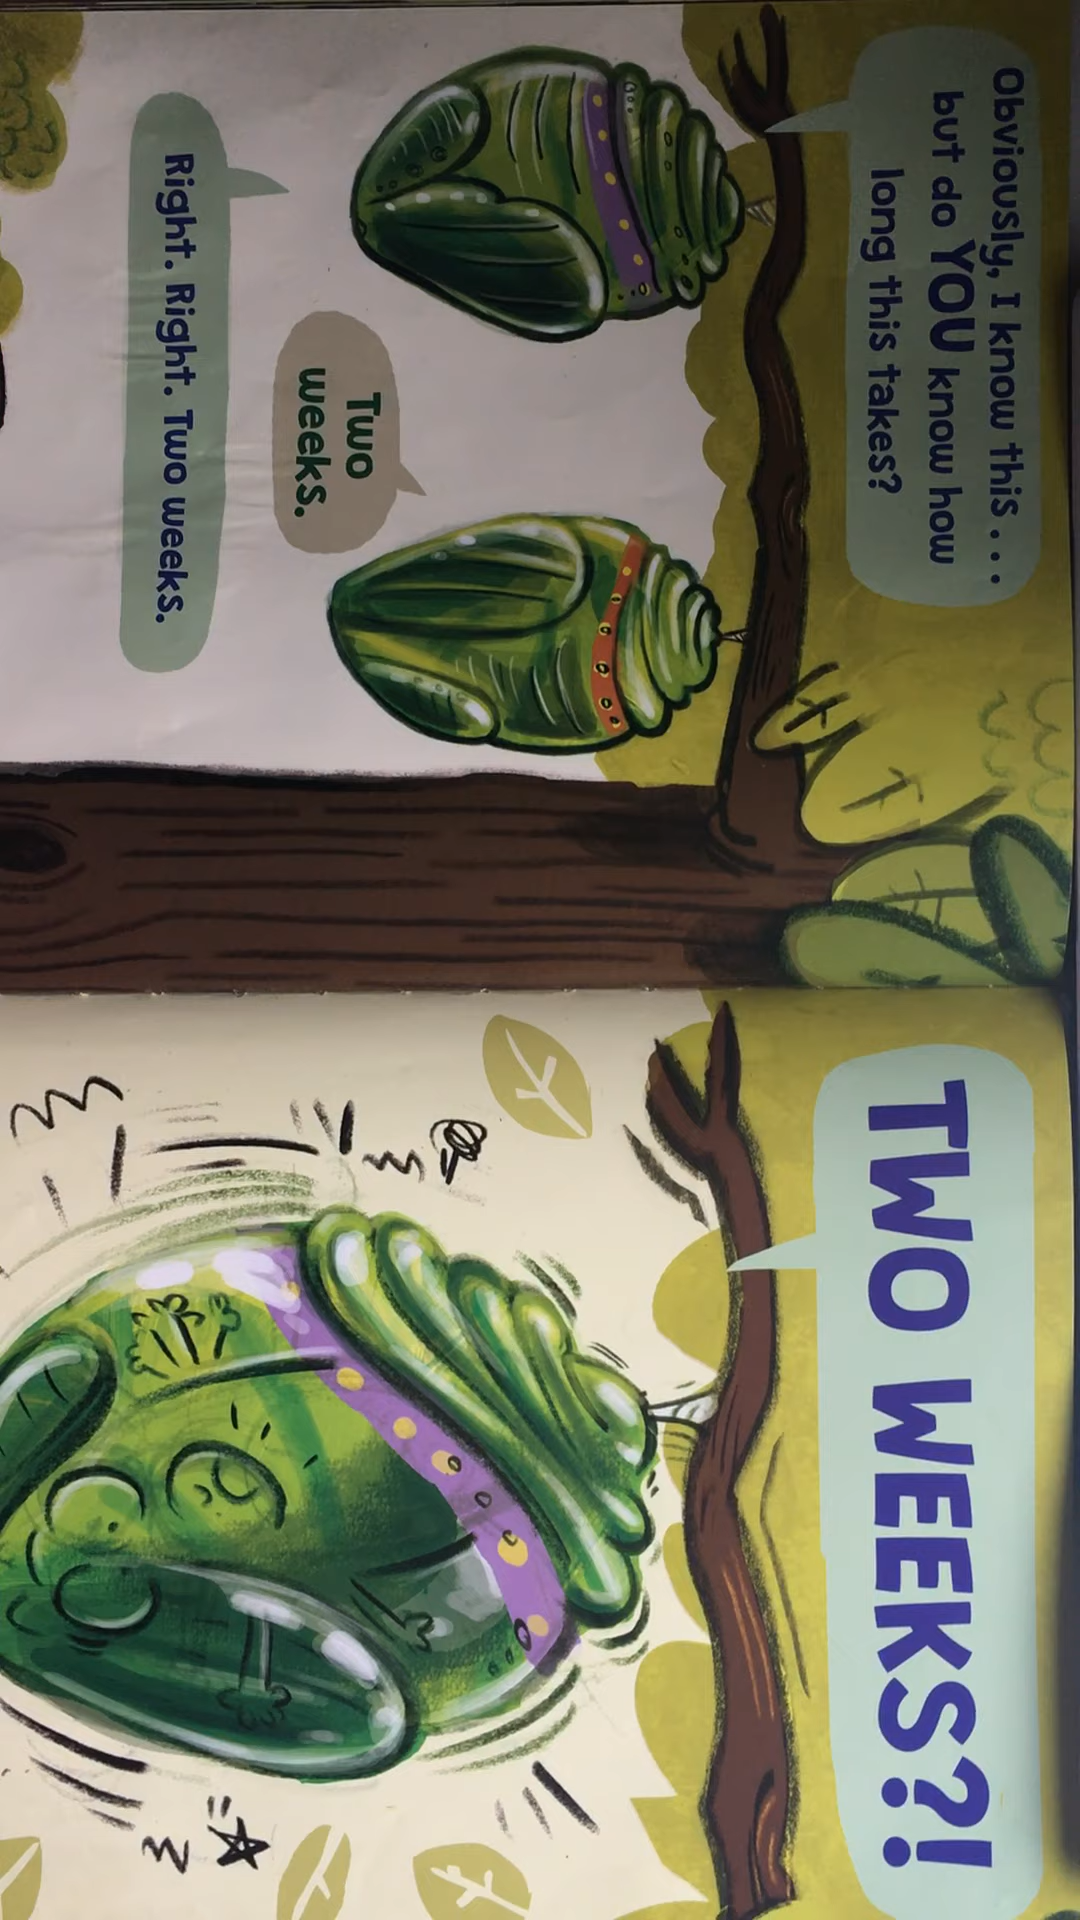 Obviously, I know this . . .
but do YOU know how
long this takes?
Two
weeks.
Right. Right. Two weeks.
TWO WEEKS?!